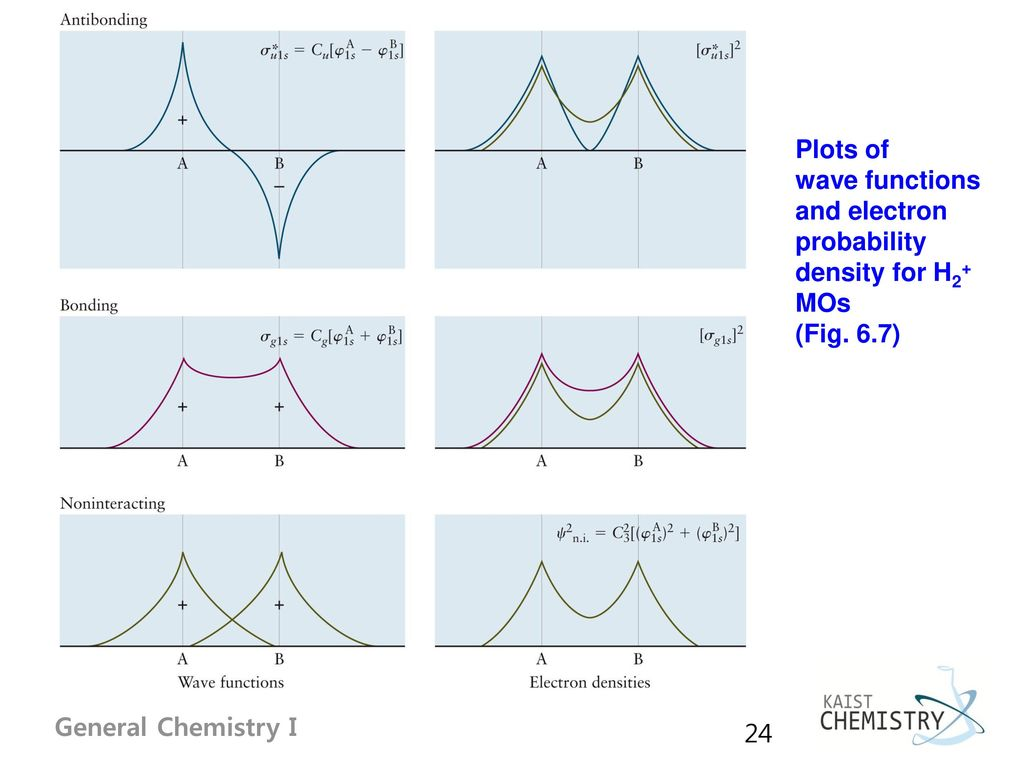 Antibonding
σ*u1s = Cu[φA1s − φB1s]
[σ*u1s]2
+
A B
−
A B
Plots of
wave functions
and electron
probability
density for H2+
MOs
(Fig. 6.7)
Bonding
σg1s = Cg[φA1s + φB1s]
[σg1s]2
+ +
A B
A B
Noninteracting
ψ2n.i. = C23[(φA1s)2 + (φB1s)2]
+ +
A B
Wave functions
A B
Electron densities
General Chemistry I
24
KAIST
CHEMISTRY